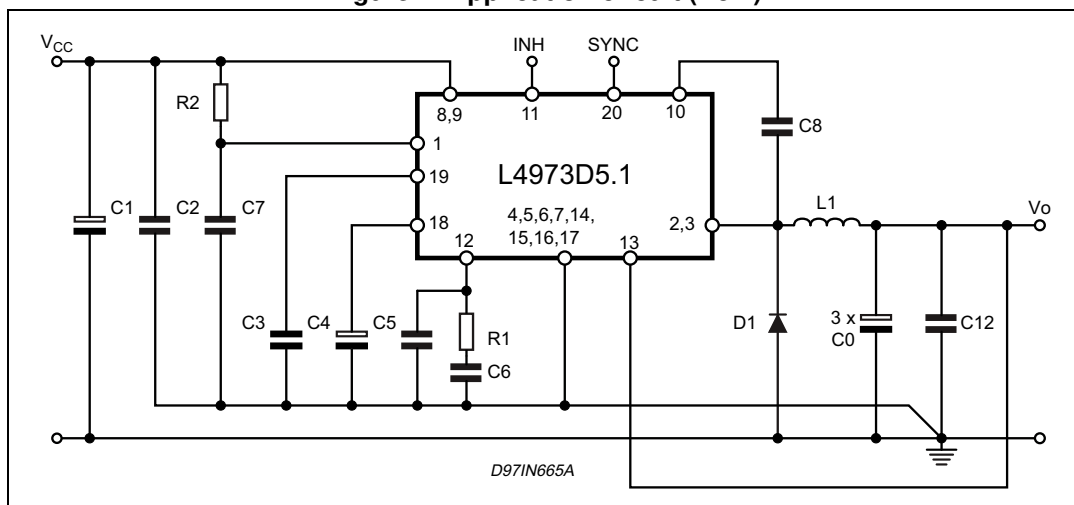 V_CC
INH
SYNC
R2
8,9
11
20
10
C8
1
19
L4973D5.1
18
4,5,6,7,14,
15,16,17
12
13
2,3
L1
Vo
C1
C2
C7
C3
C4
C5
R1
C6
D1
3 x
C0
C12
D97IN665A